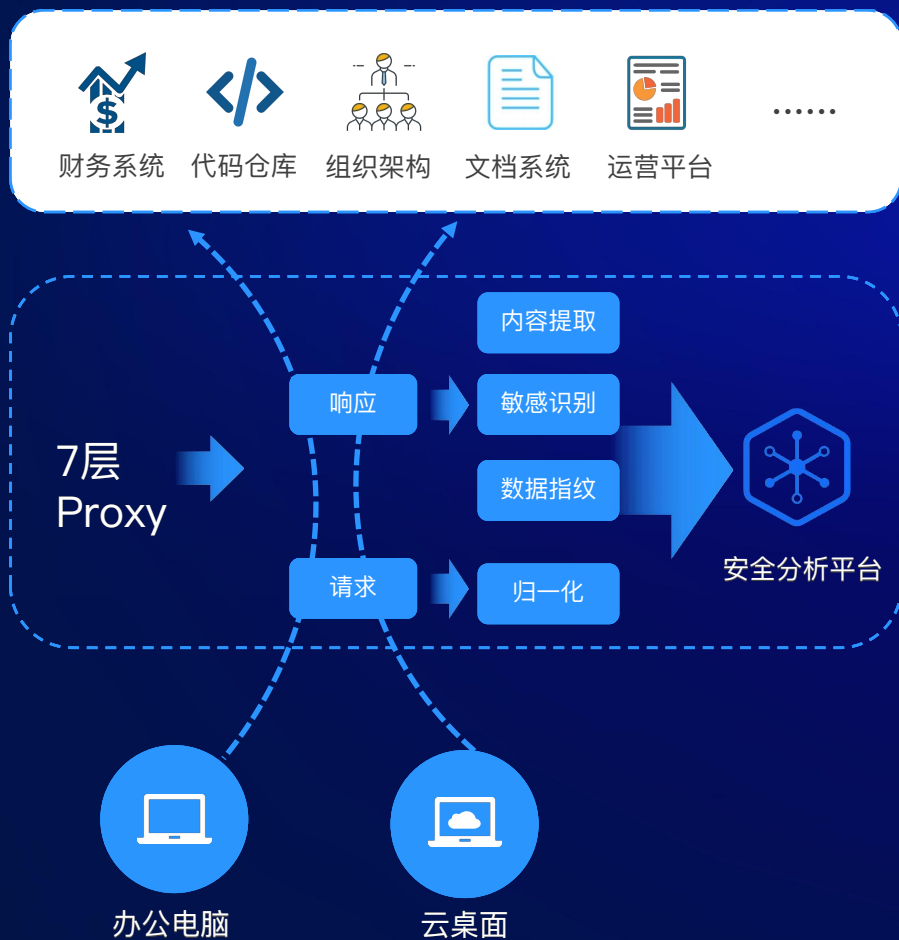 财务系统
代码仓库
组织架构
文档系统
运营平台
......
内容提取
响应
敏感识别
7层
Proxy
数据指纹
安全分析平台
请求
归一化
办公电脑
云桌面